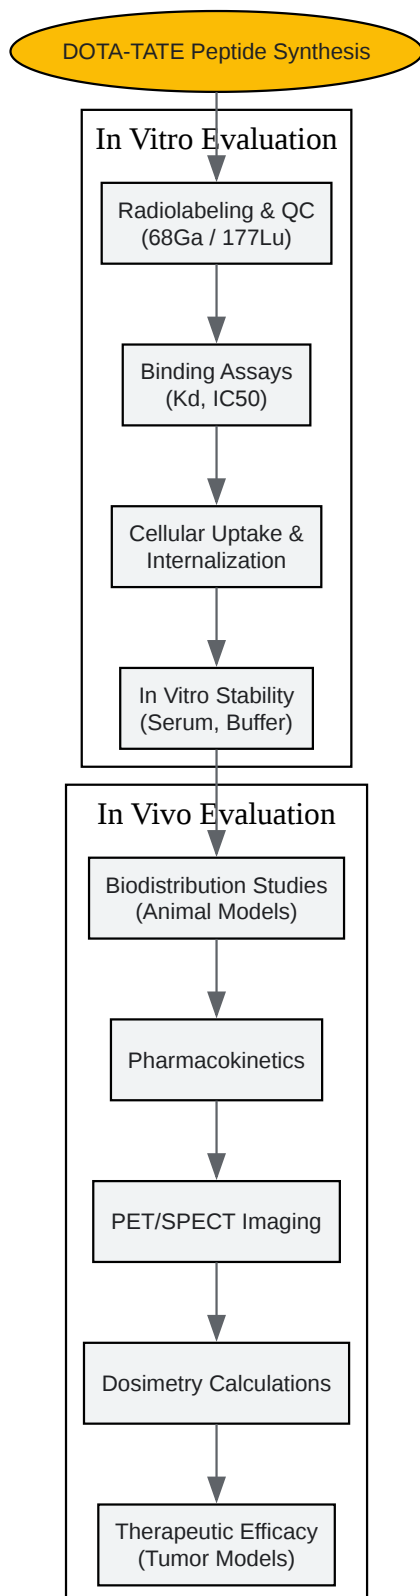 DOTA-TATE Peptide Synthesis
In Vitro Evaluation
Radiolabeling & QC
(68Ga / 177Lu)
Binding Assays
(Kd, IC50)
Cellular Uptake &
Internalization
In Vitro Stability
(Serum, Buffer)
In Vivo Evaluation
Biodistribution Studies
(Animal Models)
Pharmacokinetics
PET/SPECT Imaging
Dosimetry Calculations
Therapeutic Efficacy
(Tumor Models)